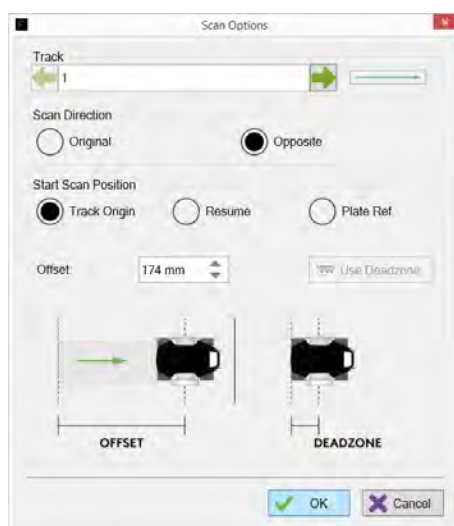 Scan Options
Track
1
Scan Direction
Original Opposite
Start Scan Position
Track Origin Resume Plate Ref.
Offset: 174 mm Use Deadzone
OFFSET DEADZONE
OK Cancel